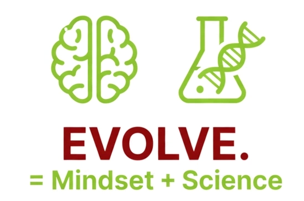 EVOLVE.
= Mindset + Science